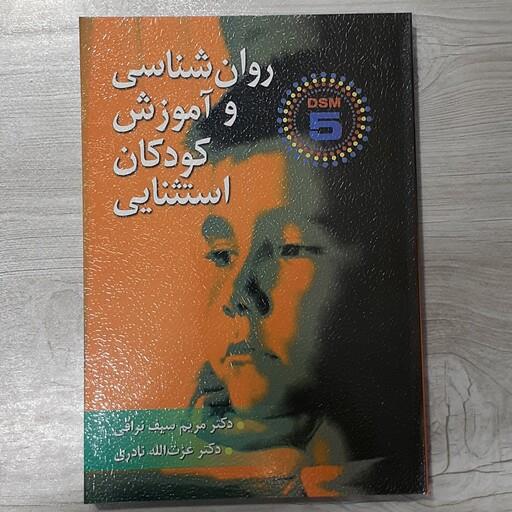 روان‌شناسی
و آموزش
کودکان
استثنایی
DSM
5
دکتر مریم سیف نراقی
دکتر عزت‌الله نادری